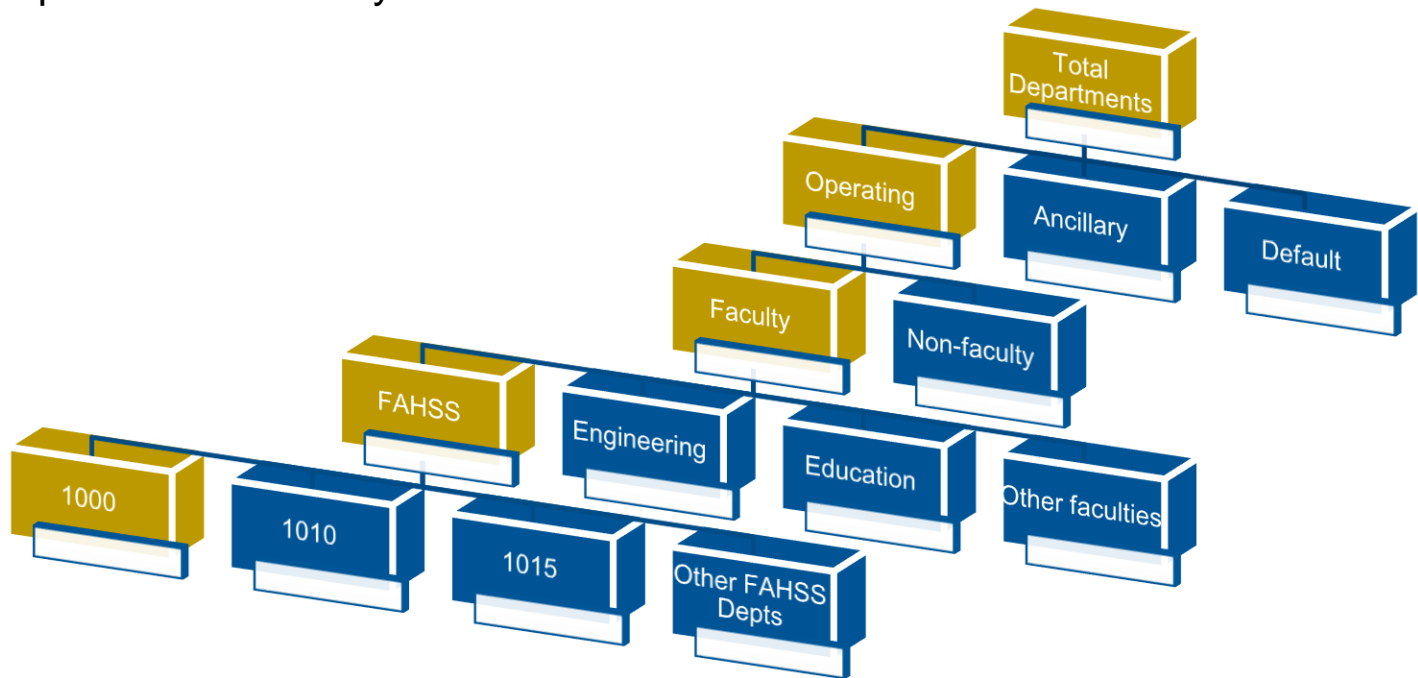 Total
Departments
Operating
Ancillary
Default
Faculty
Non-faculty
FAHSS
Engineering
Education
Other faculties
1000
1010
1015
Other FAHSS
Depts